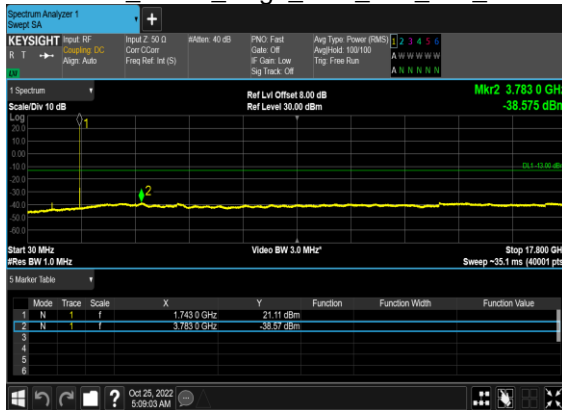 Spectrum Analyzer 1
Swept SA
+
KEYSIGHT Input: RF Input Z: 50 Ω #Atten: 40 dB PNO: Fast Avg Type: Power (RMS) 1 2 3 4 5 6
R T Coupling: DC Corr CCorr Gate: Off Avg|Hold: 100/100 A W W W W W
Align: Auto Freq Ref: Int (S) IF Gain: Low Trig: Free Run
Sig Track: Off A N N N N N
1 Spectrum Ref Lvl Offset 8.00 dB Mkr2 3.783 0 GHz
Scale/Div 10 dB Ref Level 30.00 dBm -38.575 dBm
Log
1
20.0
10.0
0.00
-10.0
DL1 -13.00 dBm
-20.0
-30.0
2
-40.0
-50.0
-60.0
Start 30 MHz Video BW 3.0 MHz* Stop 17.800 GHz
#Res BW 1.0 MHz Sweep ~35.1 ms (40001 pts)
5 Marker Table
Mode Trace Scale X Y Function Function Width Function Value
1 N 1 f 1.743 0 GHz 21.11 dBm
2 N 1 f 3.783 0 GHz -38.57 dBm
3
4
5
6
? Oct 25, 2022
5:09:03 AM